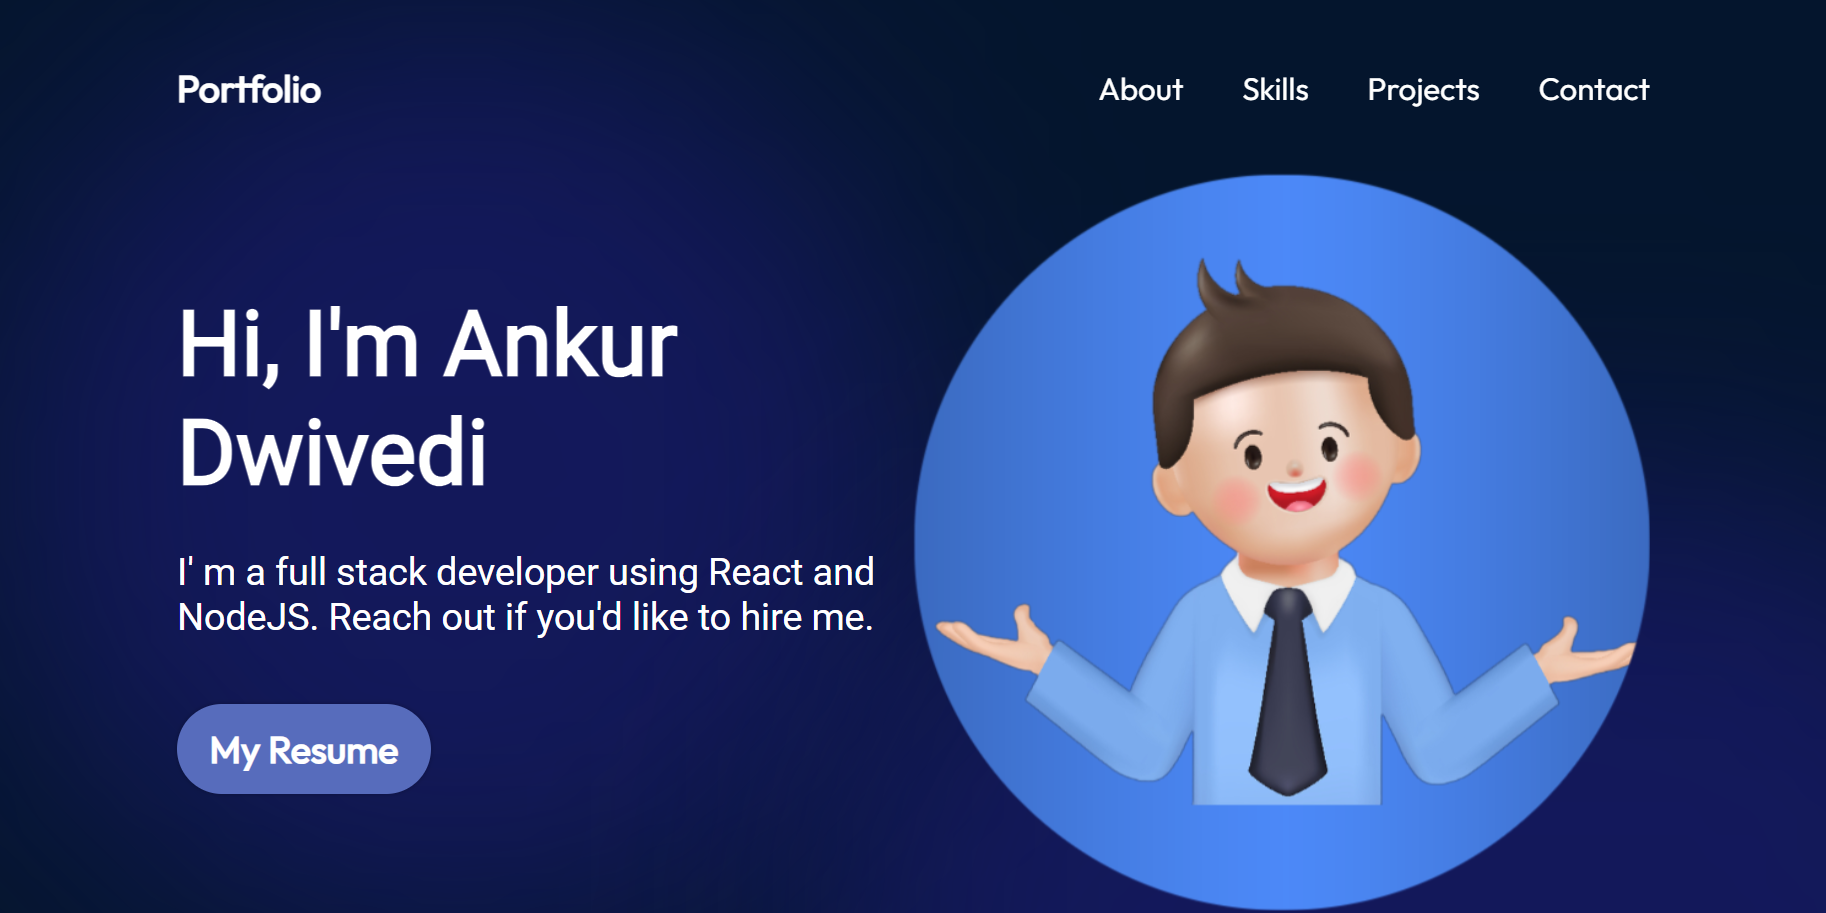 Portfolio
About Skills Projects Contact
Hi, I'm Ankur
Dwivedi
I' m a full stack developer using React and
NodeJS. Reach out if you'd like to hire me.
My Resume